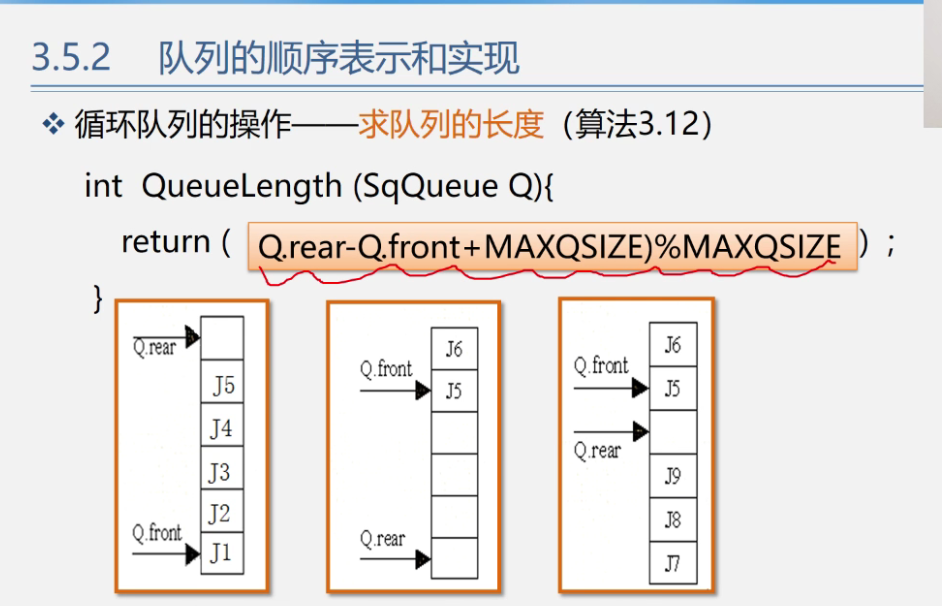 3.5.2 队列的顺序表示和实现
❖ 循环队列的操作——求队列的长度（算法3.12）
int QueueLength (SqQueue Q){
return ( Q.rear-Q.front+MAXQSIZE)%MAXQSIZE ) ;
}
Q.rear
J5
J4
J3
J2
Q.front
J1
J6
Q.front
J5
Q.rear
J6
Q.front
J5
Q.rear
J9
J8
J7